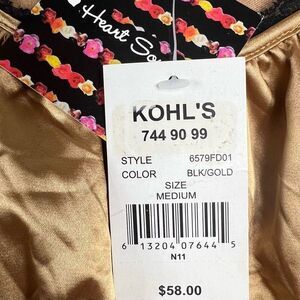 Heart
KOHL'S
744 90 99
STYLE 6579FD01
COLOR BLK/GOLD
SIZE
MEDIUM
6 13204 07644 5
N11
$58.00